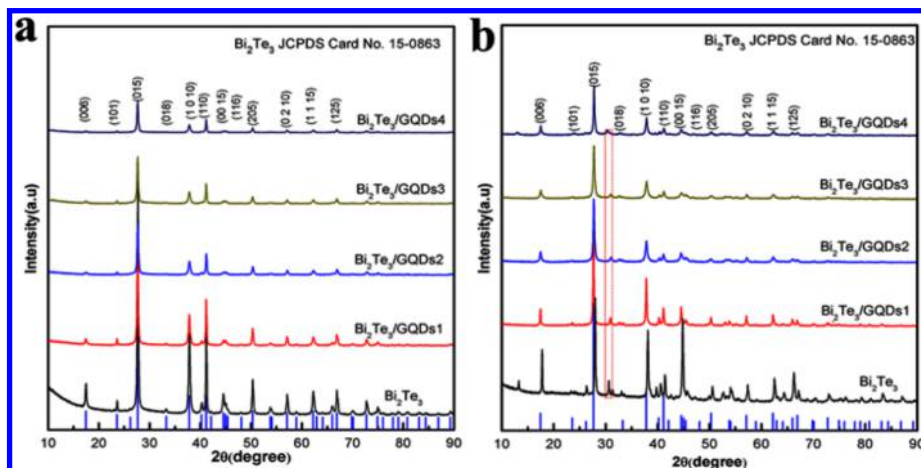 a
Bi₂Te₃ JCPDS Card No. 15-0863
(006)
(101)
(015)
(018)
(1 0 10)
(110)
(00 15)
(116)
(205)
(0 2 10)
(1 1 15)
(125)
Bi₂Te₃/GQDs4
Bi₂Te₃/GQDs3
Bi₂Te₃/GQDs2
Bi₂Te₃/GQDs1
Bi₂Te₃
Intensity(a.u)
10 20 30 40 50 60 70 80 90
2θ(degree)
b
Bi₂Te₃ JCPDS Card No. 15-0863
(006)
(101)
(015)
(018)
(1 0 10)
(110)
(00 15)
(116)
(205)
(0 2 10)
(1 1 15)
(125)
Bi₂Te₃/GQDs4
Bi₂Te₃/GQDs3
Bi₂Te₃/GQDs2
Bi₂Te₃/GQDs1
Bi₂Te₃
Intensity(a.u)
10 20 30 40 50 60 70 80 90
2θ(degree)